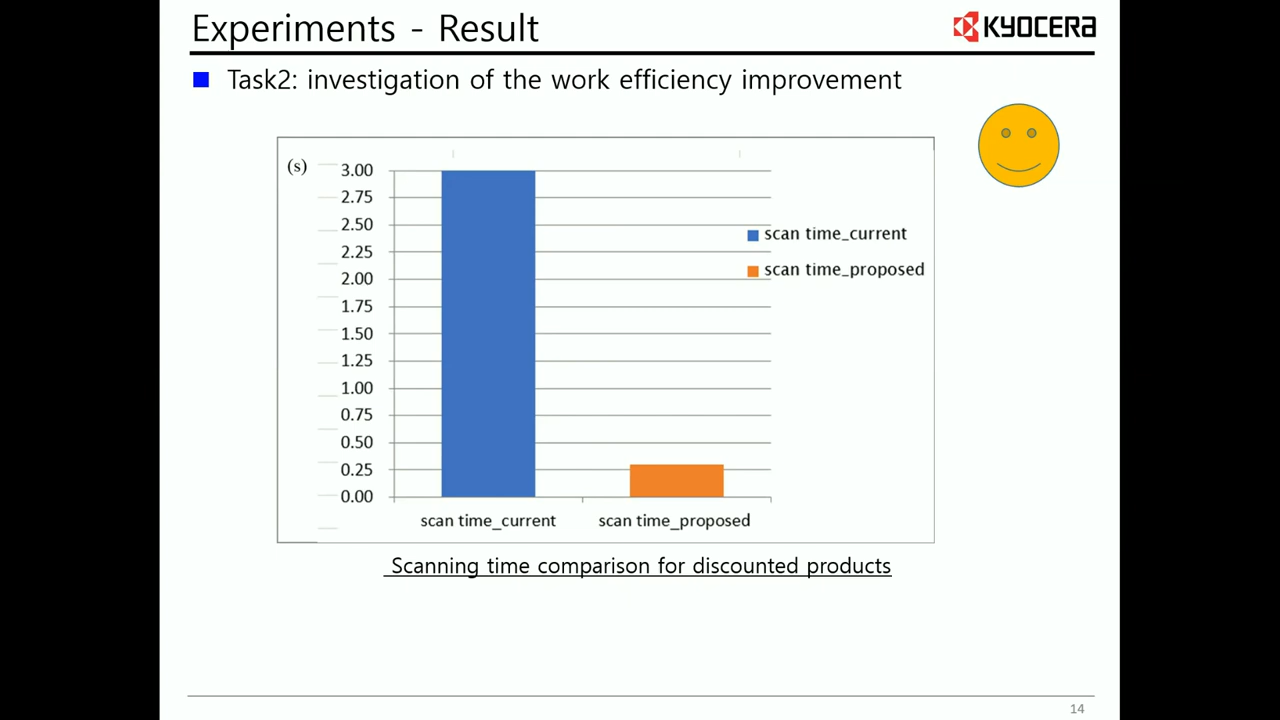 Experiments - Result
KYOCERA
Task2: investigation of the work efficiency improvement
(s)
3.00
2.75
2.50
2.25
2.00
1.75
1.50
1.25
1.00
0.75
0.50
0.25
0.00
scan time_current
scan time_proposed
scan time_current
scan time_proposed
Scanning time comparison for discounted products
14